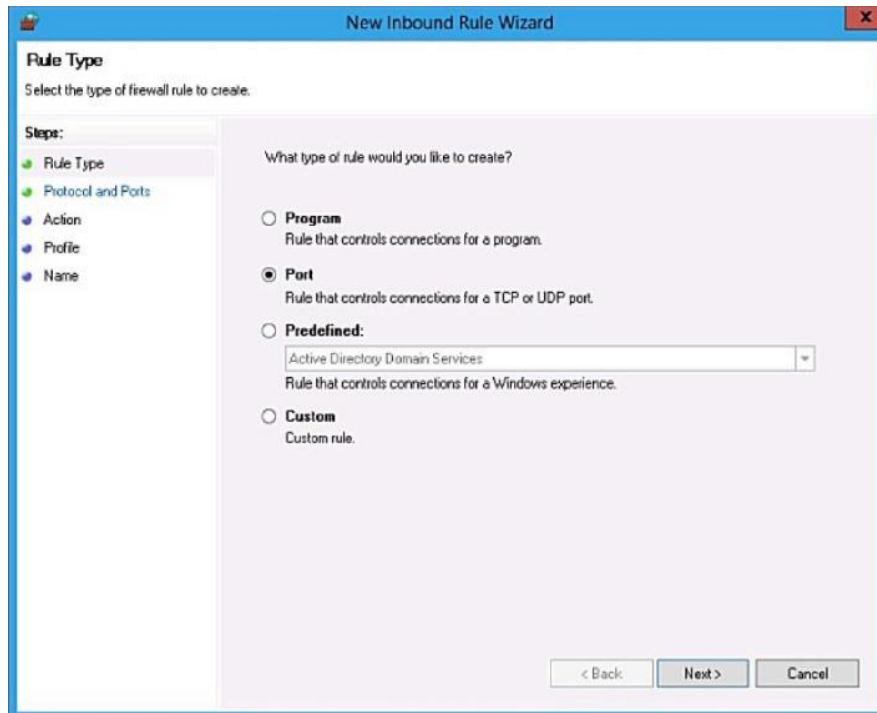 New Inbound Rule Wizard
x
Rule Type
Select the type of firewall rule to create.
Steps:
Rule Type
Protocol and Ports
Action
Profile
Name
What type of rule would you like to create?
Program
Rule that controls connections for a program.
Port
Rule that controls connections for a TCP or UDP port.
Predefined:
Active Directory Domain Services
Rule that controls connections for a Windows experience.
Custom
Custom rule.
< Back
Next >
Cancel